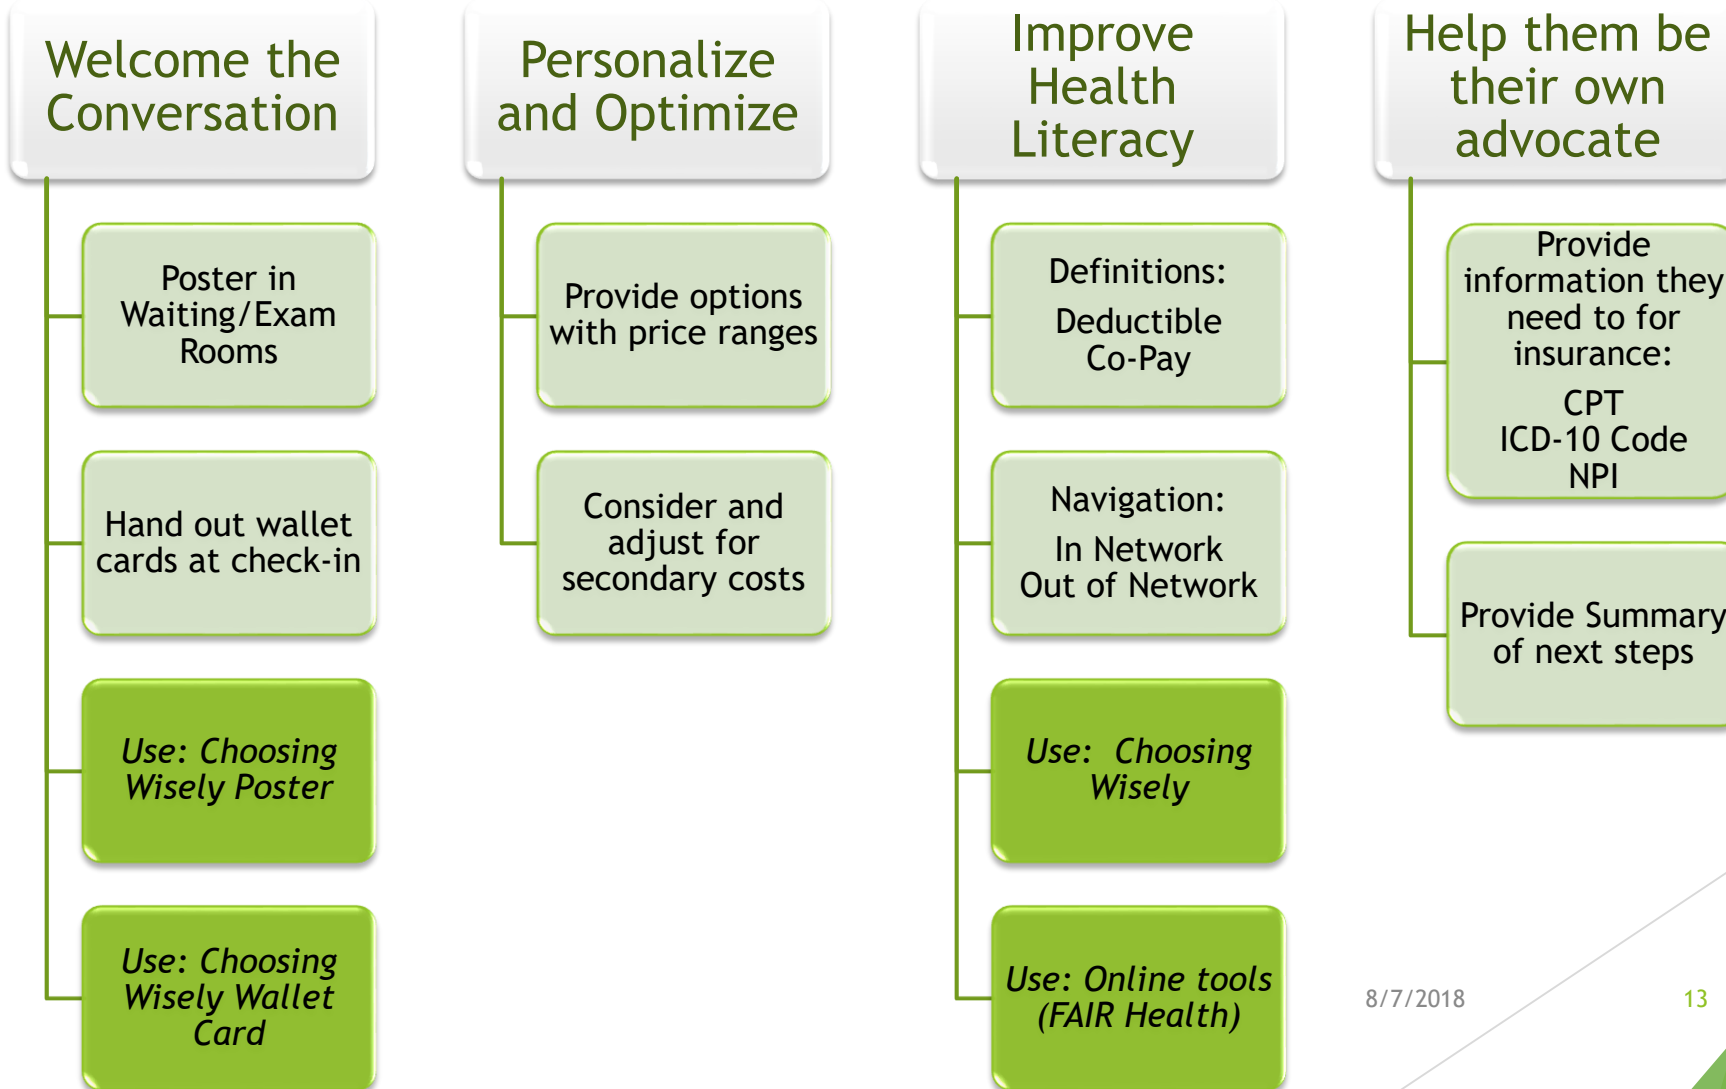 Welcome the
Conversation
Poster in
Waiting/Exam
Rooms
Hand out wallet
cards at check-in
Use: Choosing
Wisely Poster
Use: Choosing
Wisely Wallet
Card
Personalize
and Optimize
Provide options
with price ranges
Consider and
adjust for
secondary costs
Improve
Health
Literacy
Definitions:
Deductible
Co-Pay
Navigation:
In Network
Out of Network
Use:  Choosing
Wisely
Use: Online tools
(FAIR Health)
Help them be
their own
advocate
Provide
information they
need to for
insurance:
CPT
ICD-10 Code
NPI
Provide Summary
of next steps
8/7/2018
13